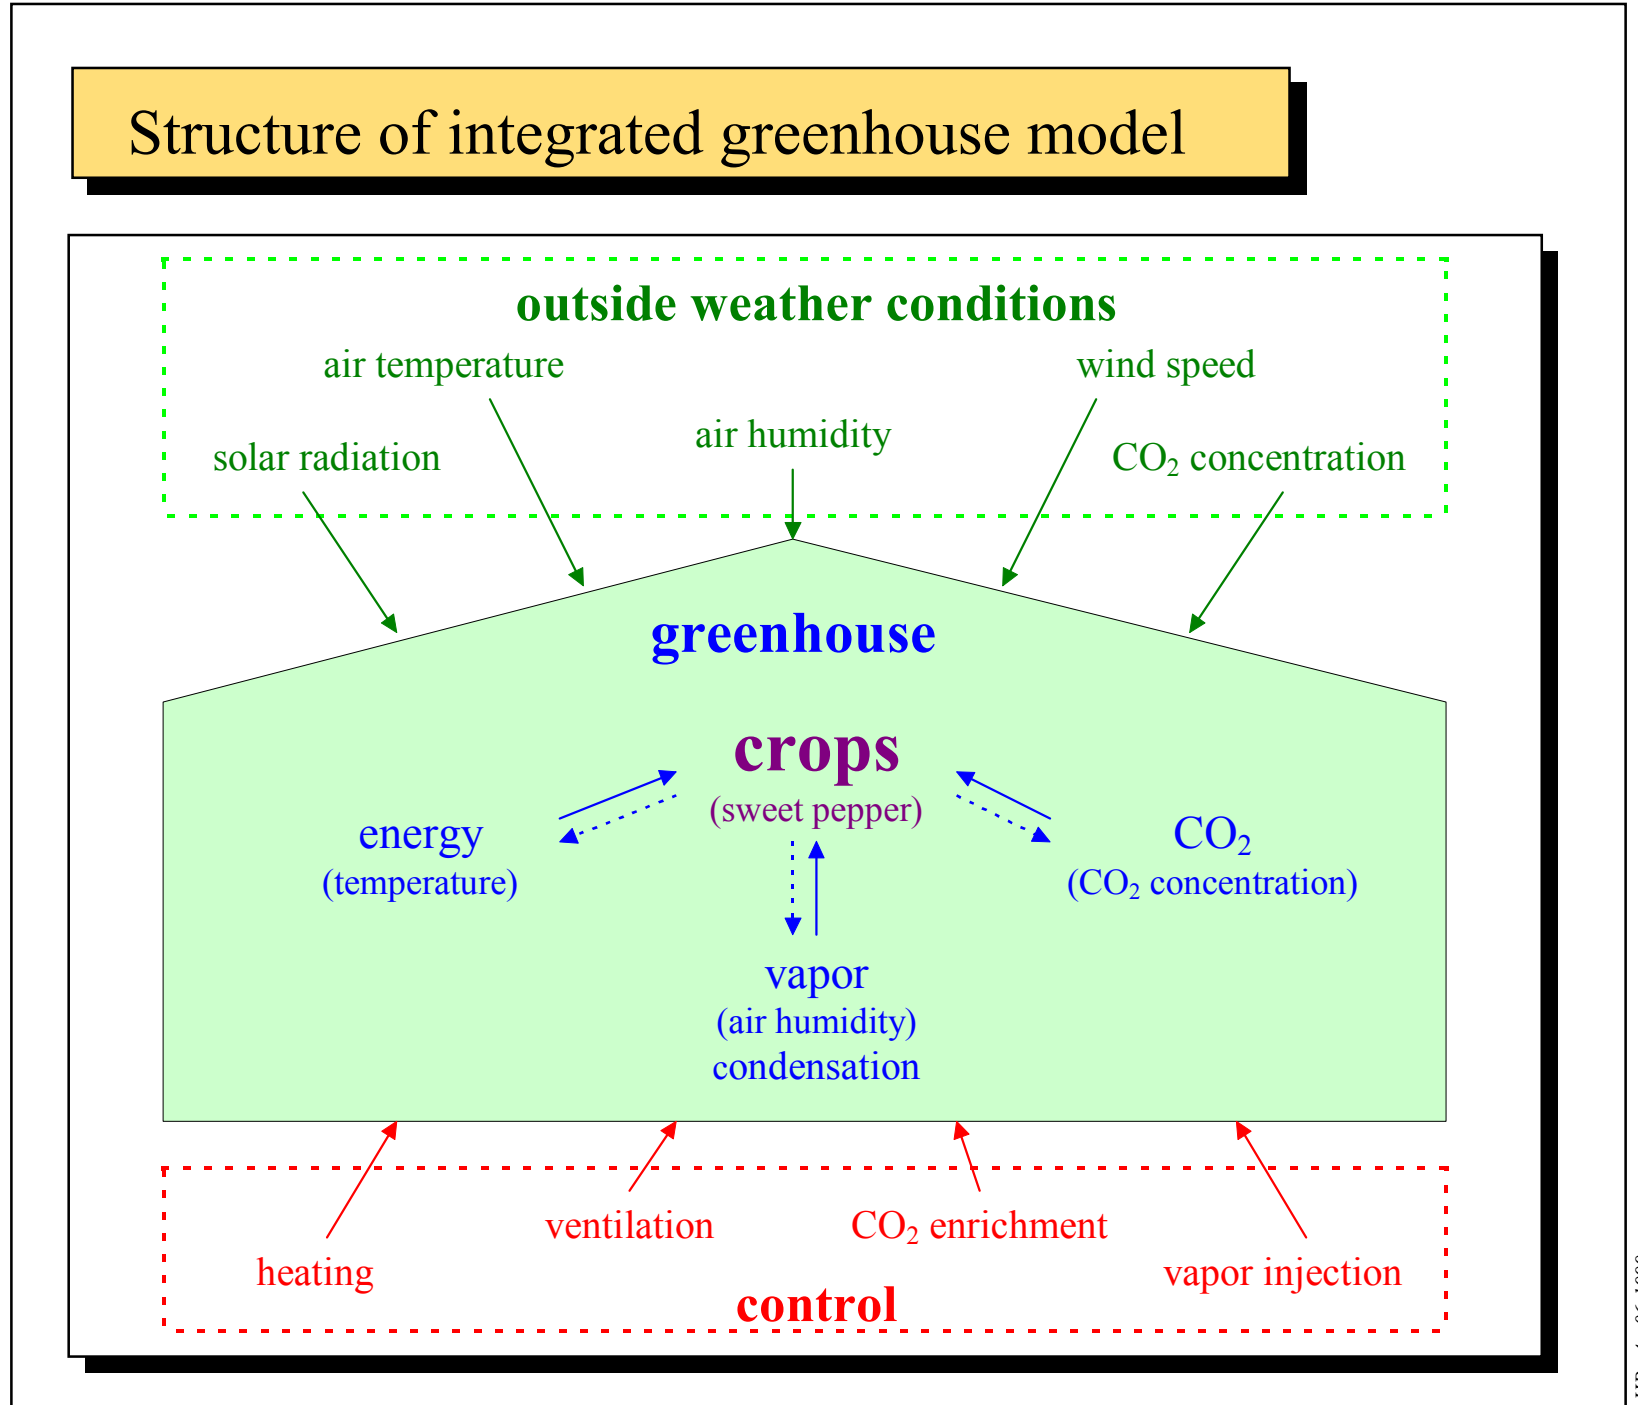 Structure of integrated greenhouse model
outside weather conditions
air temperature
wind speed
air humidity
solar radiation
CO₂ concentration
greenhouse
crops
(sweet pepper)
energy
(temperature)
CO₂
(CO₂ concentration)
vapor
(air humidity)
condensation
ventilation
CO₂ enrichment
heating
vapor injection
control